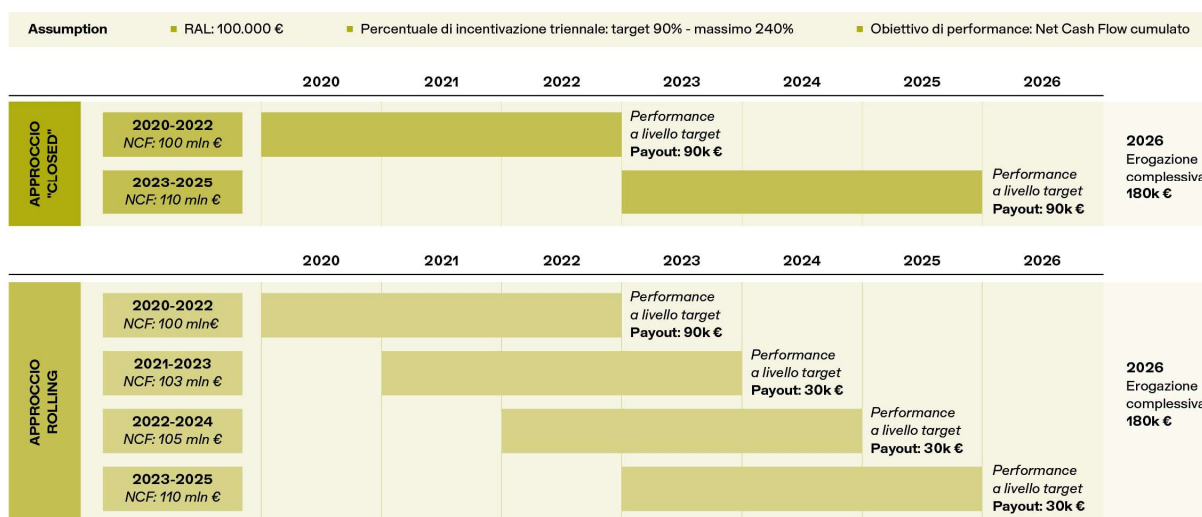 Assumption
RAL: 100.000 €
Percentuale di incentivazione triennale: target 90% - massimo 240%
Obiettivo di performance: Net Cash Flow cumulato
2020 2021 2022 2023 2024 2025 2026
APPROCCIO
"CLOSED"
2020-2022
NCF: 100 mln €
Performance
a livello target
Payout: 90k €
2023-2025
NCF: 110 mln €
Performance
a livello target
Payout: 90k €
2026
Erogazione
complessiva
180k €
2020 2021 2022 2023 2024 2025 2026
APPROCCIO
ROLLING
2020-2022
NCF: 100 mln€
Performance
a livello target
Payout: 90k €
2021-2023
NCF: 103 mln €
Performance
a livello target
Payout: 30k €
2022-2024
NCF: 105 mln €
Performance
a livello target
Payout: 30k €
2023-2025
NCF: 110 mln €
Performance
a livello target
Payout: 30k €
2026
Erogazione
complessiva
180k €